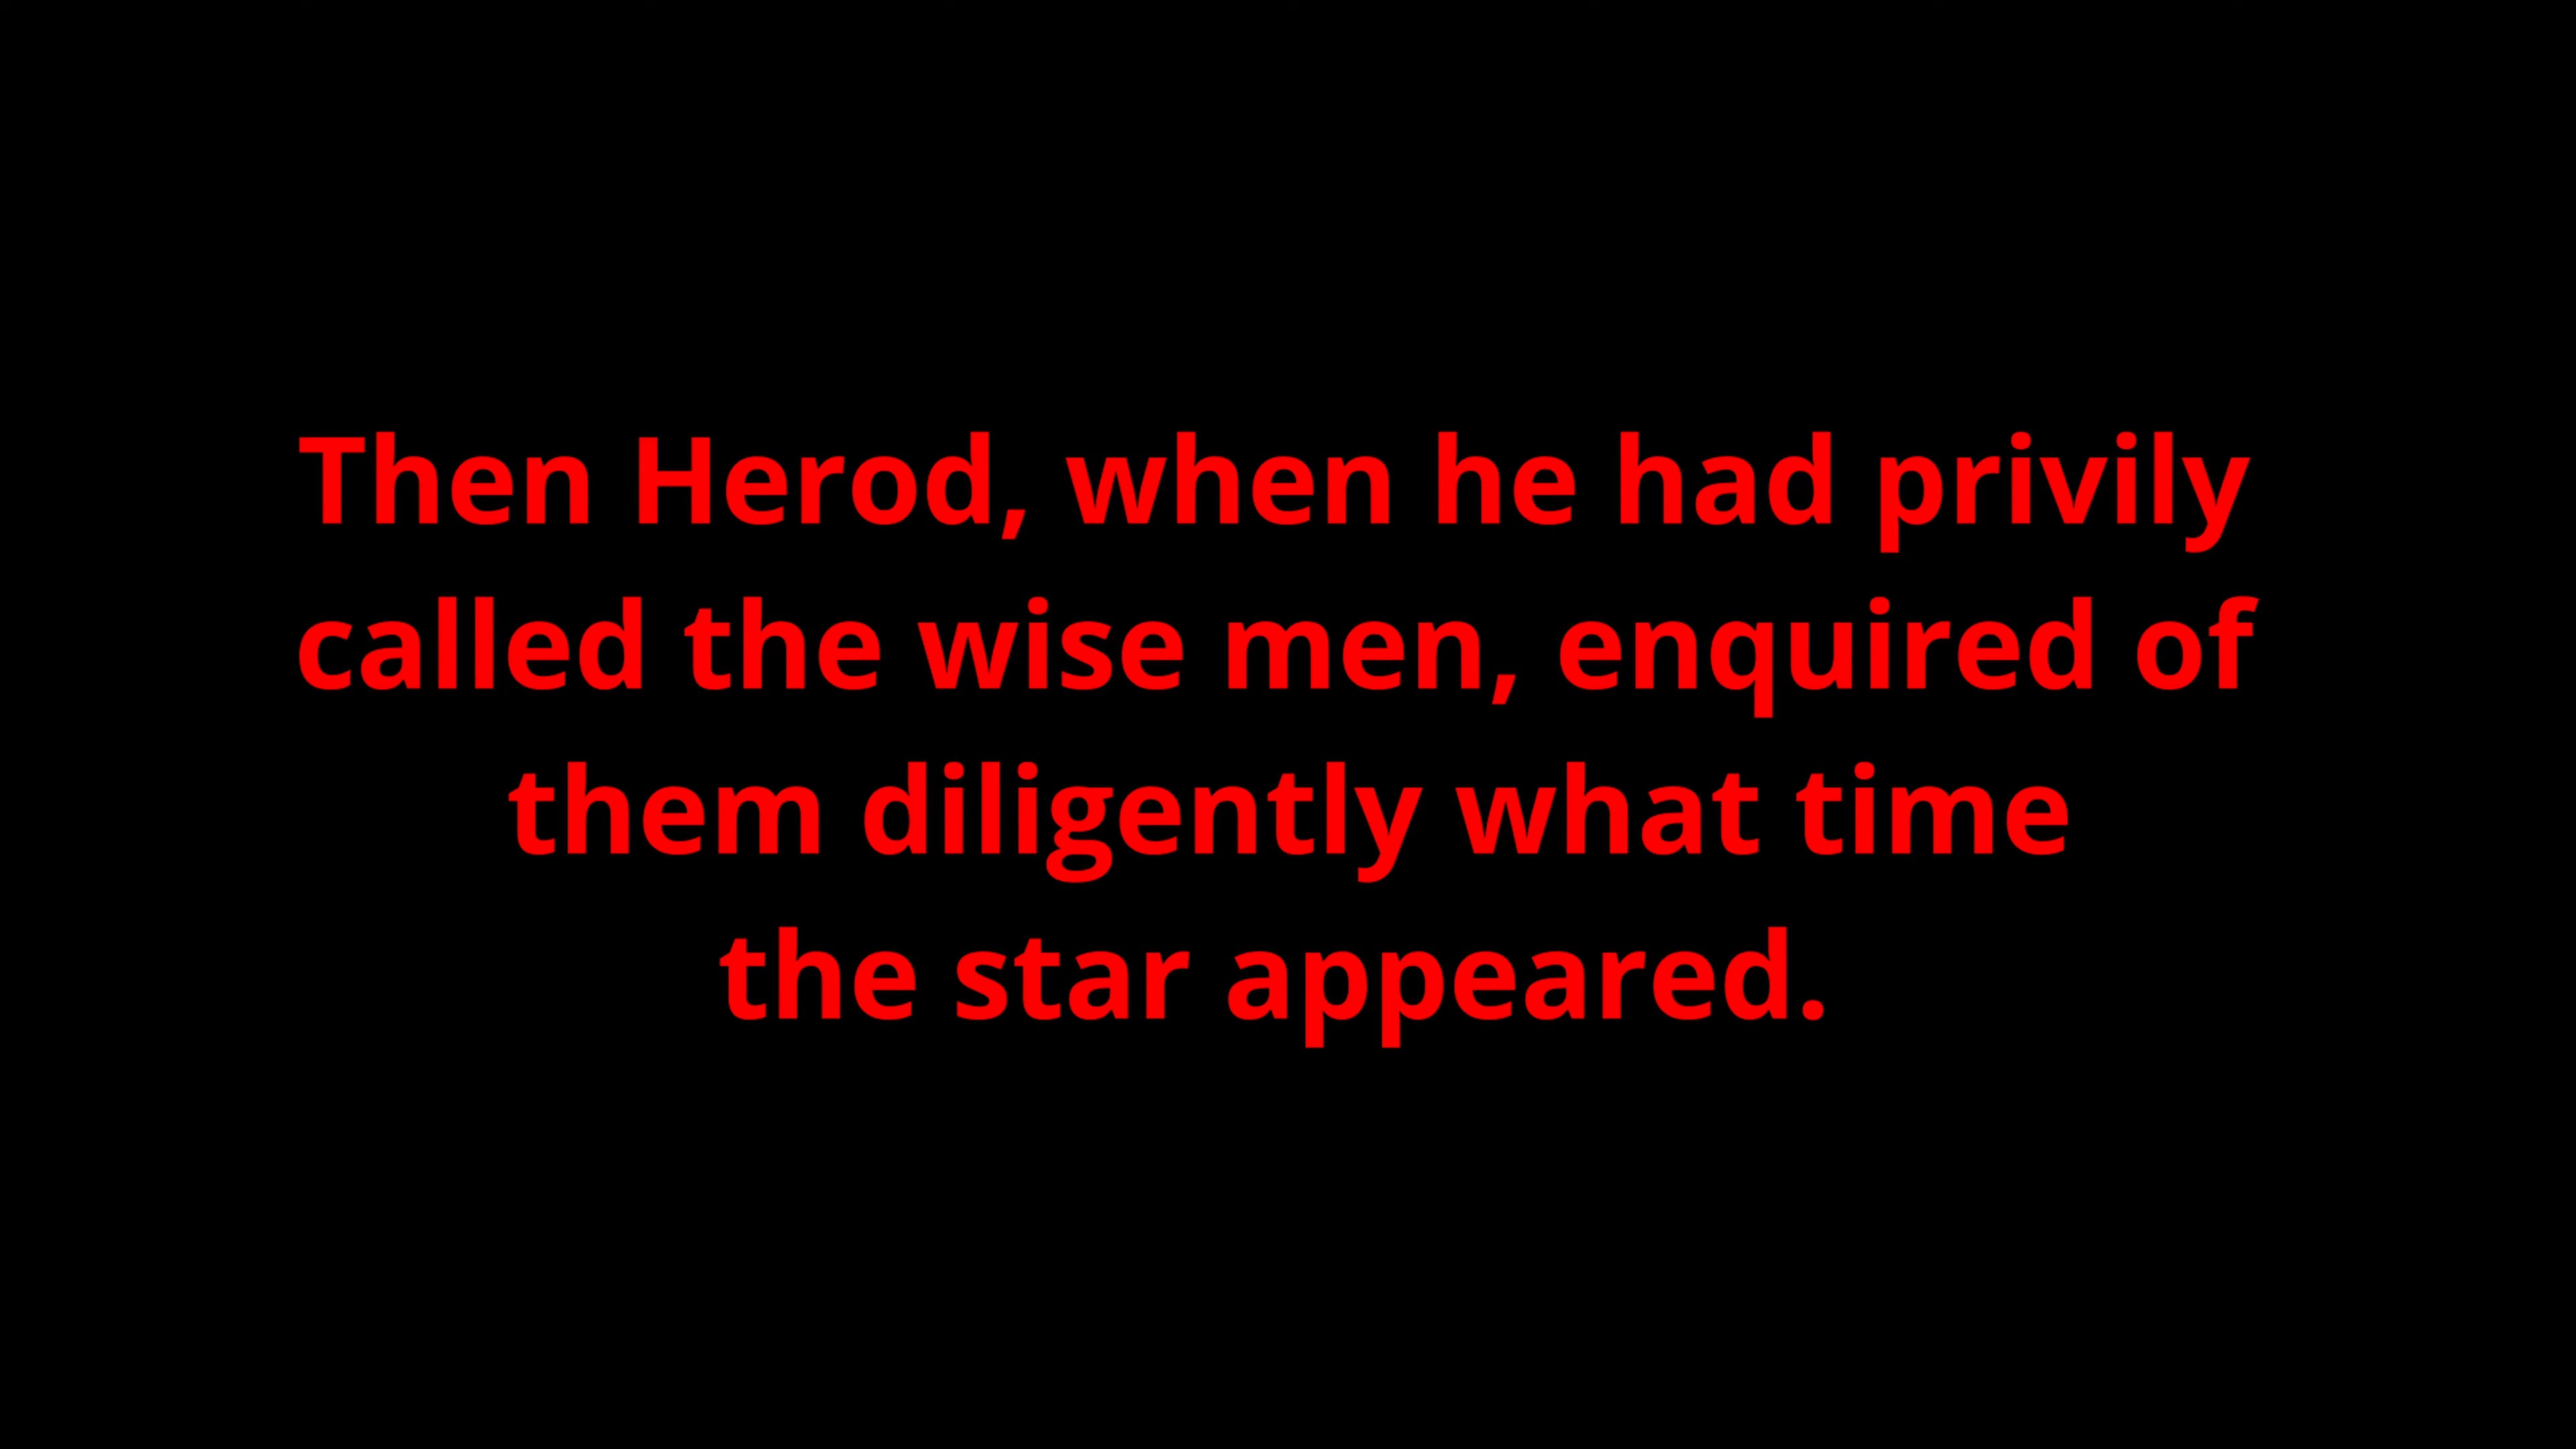 Then Herod, when he had privily
called the wise men, enquired of
them diligently what time
the star appeared.